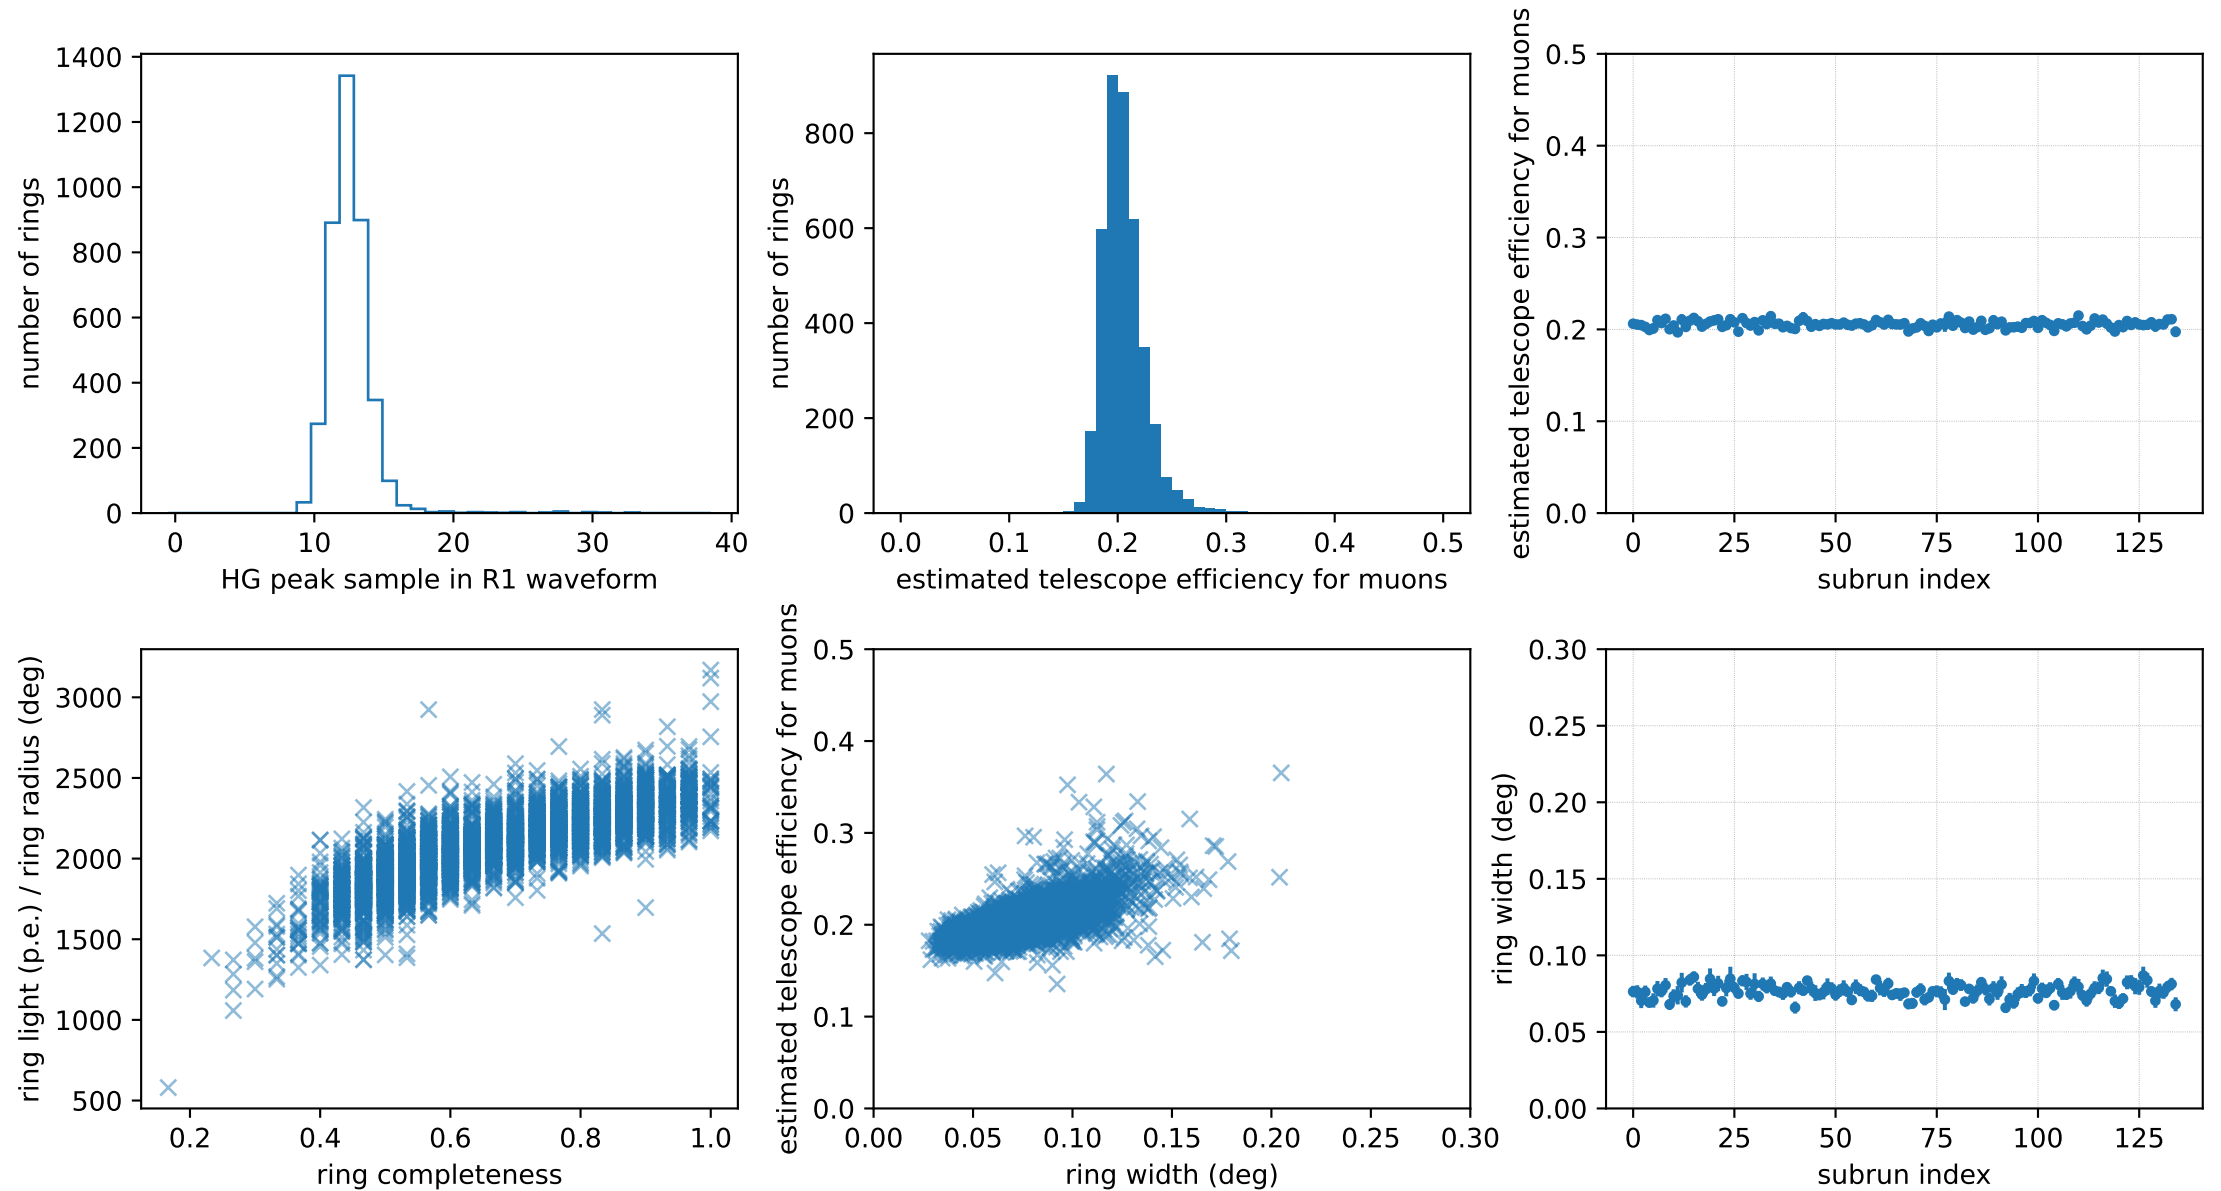 number of rings
1400
1200
1000
800
600
400
200
0
0 10 20 30 40
HG peak sample in R1 waveform
number of rings
800
600
400
200
0
0.0 0.1 0.2 0.3 0.4 0.5
estimated telescope efficiency for muons
estimated telescope efficiency for muons
0.5
0.4
0.3
0.2
0.1
0.0
0 25 50 75 100 125
subrun index
ring light (p.e.) / ring radius (deg)
3000
2500
2000
1500
1000
500
0.2 0.4 0.6 0.8 1.0
ring completeness
estimated telescope efficiency for muons
0.5
0.4
0.3
0.2
0.1
0.0
0.00 0.05 0.10 0.15 0.20 0.25 0.30
ring width (deg)
ring width (deg)
0.30
0.25
0.20
0.15
0.10
0.05
0.00
0 25 50 75 100 125
subrun index